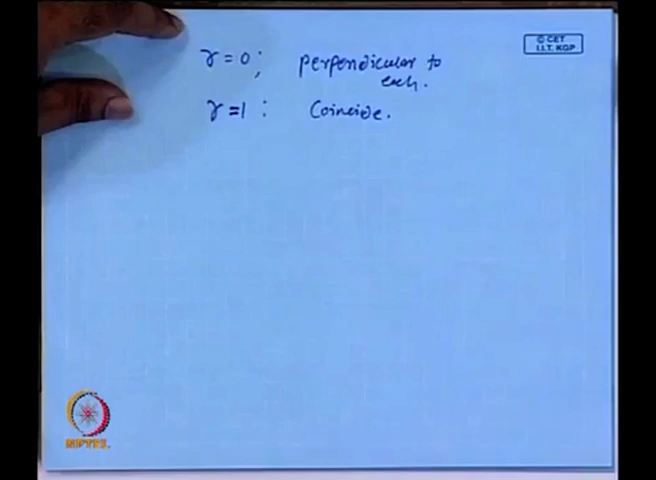 © CET
I.I.T. KGP
γ = 0 ; perpendicular to
each.
γ = 1 : Coincide.
NPTEL